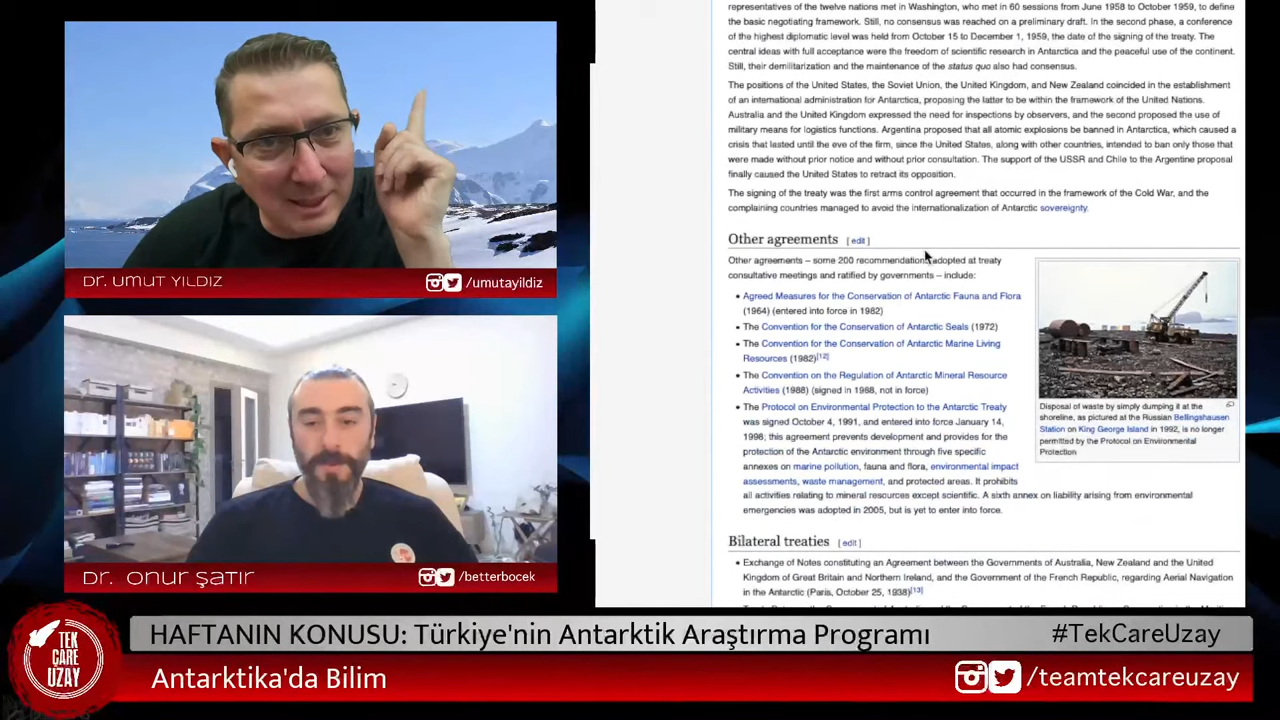 DR. UMUT YILDIZ
/umutayildiz
DR. ONUR ŞATIR
/betterbocek
representatives of the twelve nations met in Washington, who met in 60 sessions from June 1958 to October 1959, to define
the basic negotiating framework. Still, no consensus was reached on a preliminary draft. In the second phase, a conference
of the highest diplomatic level was held from October 15 to December 1, 1959, the date of the signing of the treaty. The
central ideas with full acceptance were the freedom of scientific research in Antarctica and the peaceful use of the continent.
Still, their demilitarization and the maintenance of the status quo also had consensus.
The positions of the United States, the Soviet Union, the United Kingdom, and New Zealand coincided in the establishment
of an international administration for Antarctica, proposing the latter to be within the framework of the United Nations.
Australia and the United Kingdom expressed the need for inspections by observers, and the second proposed the use of
military means for logistics functions. Argentina proposed that all atomic explosions be banned in Antarctica, which caused a
crisis that lasted until the eve of the firm, since the United States, along with other countries, intended to ban only those that
were made without prior notice and without prior consultation. The support of the USSR and Chile to the Argentine proposal
finally caused the United States to retract its opposition.
The signing of the treaty was the first arms control agreement that occurred in the framework of the Cold War, and the
complaining countries managed to avoid the internationalization of Antarctic sovereignty.
Other agreements [ edit ]
Other agreements – some 200 recommendations adopted at treaty
consultative meetings and ratified by governments – include:
• Agreed Measures for the Conservation of Antarctic Fauna and Flora
(1964) (entered into force in 1982)
• The Convention for the Conservation of Antarctic Seals (1972)
• The Convention for the Conservation of Antarctic Marine Living
Resources (1982)[12]
• The Convention on the Regulation of Antarctic Mineral Resource
Activities (1988) (signed in 1988, not in force)
• The Protocol on Environmental Protection to the Antarctic Treaty
was signed October 4, 1991, and entered into force January 14,
1998; this agreement prevents development and provides for the
protection of the Antarctic environment through five specific
annexes on marine pollution, fauna and flora, environmental impact
assessments, waste management, and protected areas. It prohibits
all activities relating to mineral resources except scientific. A sixth annex on liability arising from environmental
emergencies was adopted in 2005, but is yet to enter into force.
Disposal of waste by simply dumping it at the
shoreline, as pictured at the Russian Bellingshausen
Station on King George Island in 1992, is no longer
permitted by the Protocol on Environmental
Protection
Bilateral treaties [ edit ]
• Exchange of Notes constituting an Agreement between the Governments of Australia, New Zealand and the United
Kingdom of Great Britain and Northern Ireland, and the Government of the French Republic, regarding Aerial Navigation
in the Antarctic (Paris, October 25, 1938)[13]
TEK
ÇARE
UZAY
HAFTANIN KONUSU: Türkiye'nin Antarktik Araştırma Programı
#TekCareUzay
Antarktika'da Bilim
/teamtekcareuzay